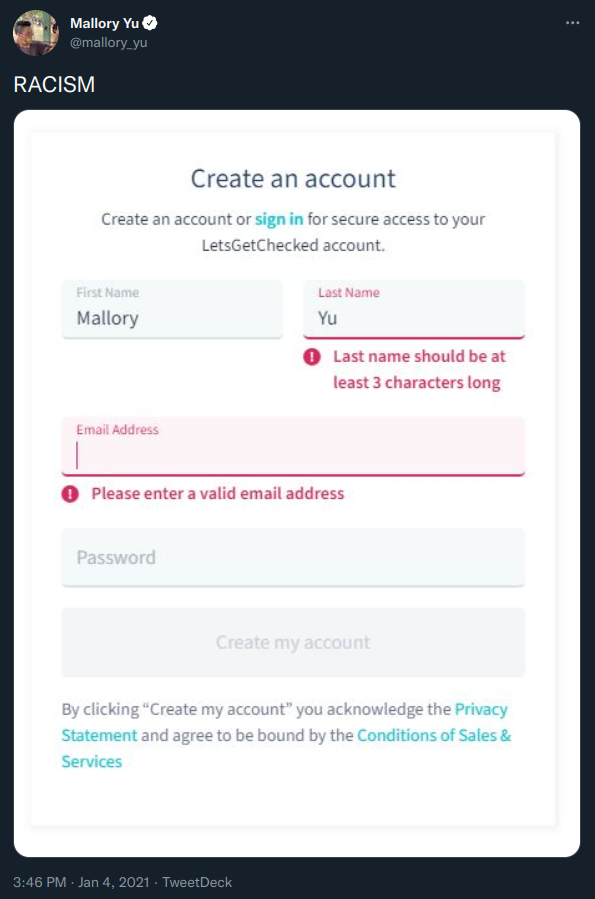 Mallory Yu
@mallory_yu
RACISM
Create an account
Create an account or sign in for secure access to your
LetsGetChecked account.
First Name
Mallory
Last Name
Yu
Last name should be at
least 3 characters long
Email Address
Please enter a valid email address
Password
Create my account
By clicking “Create my account” you acknowledge the Privacy
Statement and agree to be bound by the Conditions of Sales &
Services
3:46 PM · Jan 4, 2021 · TweetDeck